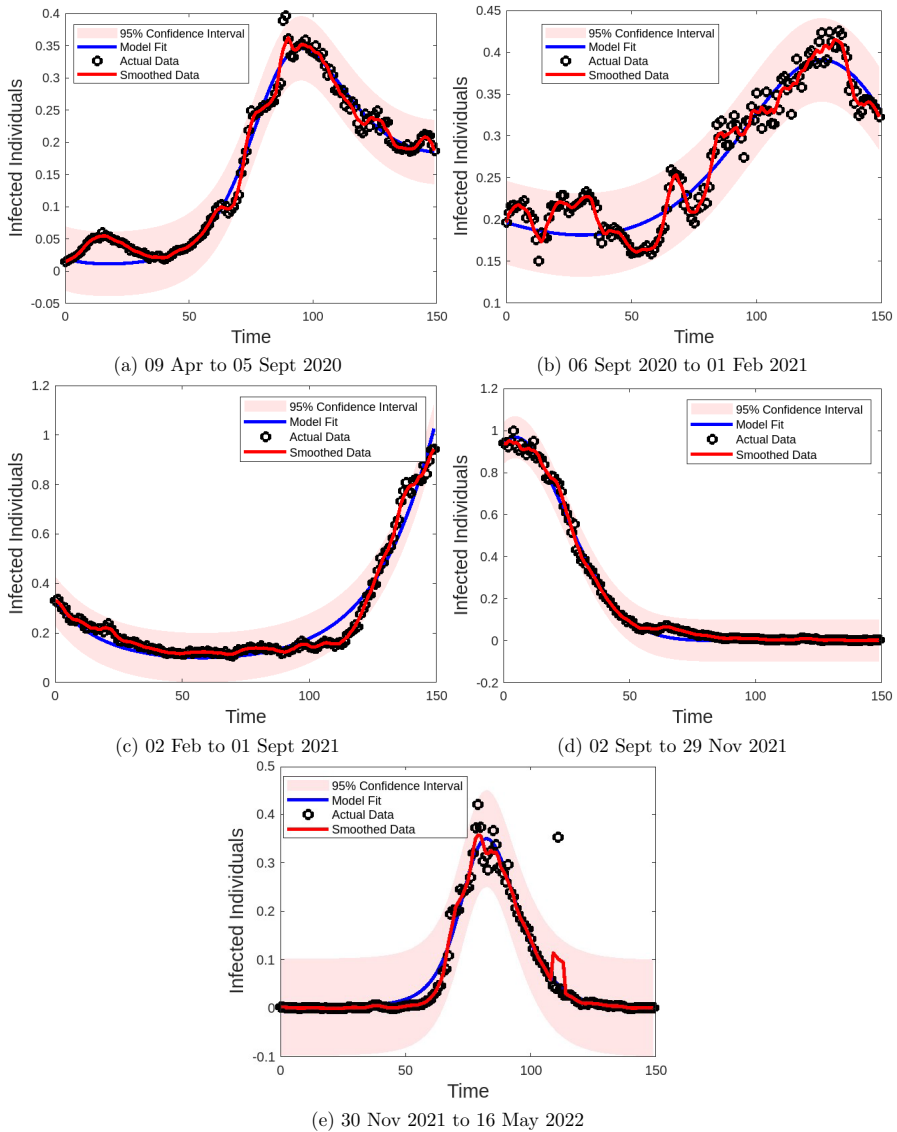 0.4
0.35
0.3
0.25
0.2
0.15
0.1
0.05
0
-0.05
Infected Individuals
95% Confidence Interval
Model Fit
Actual Data
Smoothed Data
0
50
100
150
Time
(a) 09 Apr to 05 Sept 2020
0.45
0.4
0.35
0.3
0.25
0.2
0.15
0.1
Infected Individuals
95% Confidence Interval
Model Fit
Actual Data
Smoothed Data
0
50
100
150
Time
(b) 06 Sept 2020 to 01 Feb 2021
1.2
1
0.8
0.6
0.4
0.2
0
Infected Individuals
95% Confidence Interval
Model Fit
Actual Data
Smoothed Data
0
50
100
150
Time
(c) 02 Feb to 01 Sept 2021
1.2
1
0.8
0.6
0.4
0.2
0
-0.2
Infected Individuals
95% Confidence Interval
Model Fit
Actual Data
Smoothed Data
0
50
100
150
Time
(d) 02 Sept to 29 Nov 2021
0.5
0.4
0.3
0.2
0.1
0
-0.1
Infected Individuals
95% Confidence Interval
Model Fit
Actual Data
Smoothed Data
0
50
100
150
Time
(e) 30 Nov 2021 to 16 May 2022